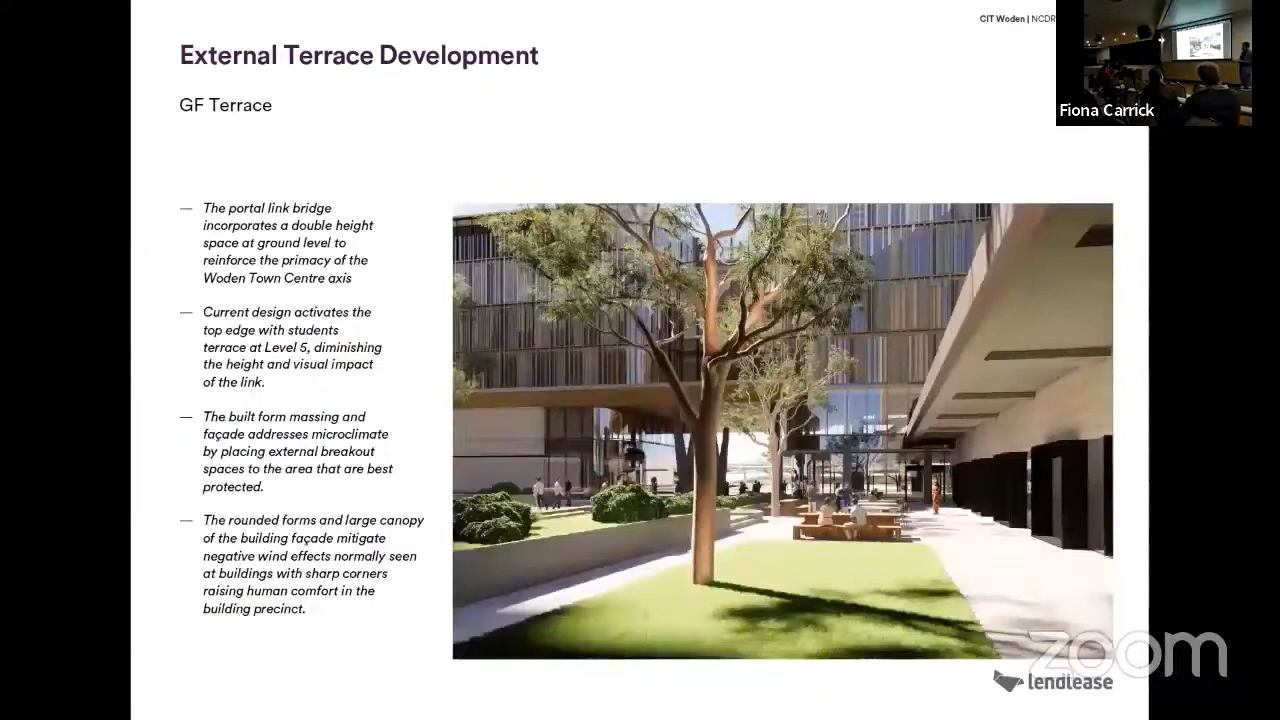 CIT Woden | NCDR
External Terrace Development
Fiona Carrick
GF Terrace
— The portal link bridge
incorporates a double height
space at ground level to
reinforce the primacy of the
Woden Town Centre axis
— Current design activates the
top edge with students
terrace at Level 5, diminishing
the height and visual impact
of the link.
— The built form massing and
façade addresses microclimate
by placing external breakout
spaces to the area that are best
protected.
— The rounded forms and large canopy
of the building façade mitigate
negative wind effects normally seen
at buildings with sharp corners
raising human comfort in the
building precinct.
zoom
lendlease